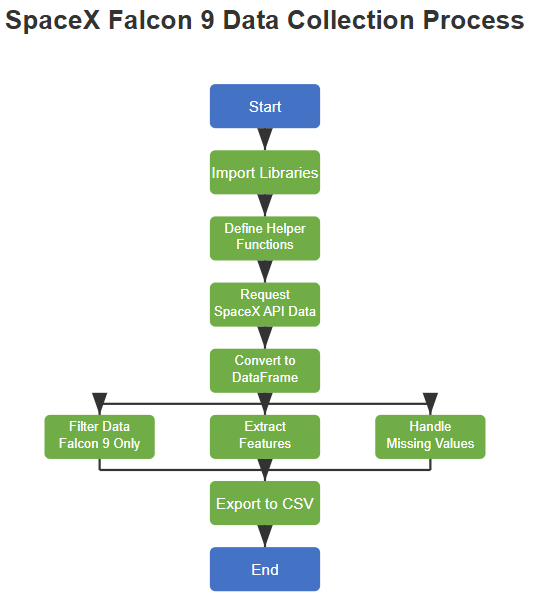 SpaceX Falcon 9 Data Collection Process
Start
Import Libraries
Define Helper
Functions
Request
SpaceX API Data
Convert to
DataFrame
Filter Data
Falcon 9 Only
Extract
Features
Handle
Missing Values
Export to CSV
End